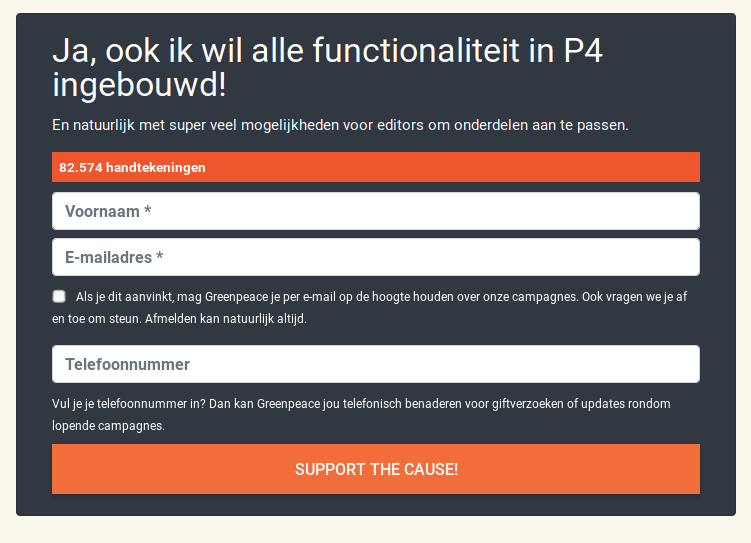 Ja, ook ik wil alle functionaliteit in P4
ingebouwd!
En natuurlijk met super veel mogelijkheden voor editors om onderdelen aan te passen.
82.574 handtekeningen
Voornaam *
E-mailadres *
Als je dit aanvinkt, mag Greenpeace je per e-mail op de hoogte houden over onze campagnes. Ook vragen we je af
en toe om steun. Afmelden kan natuurlijk altijd.
Telefoonnummer
Vul je je telefoonnummer in? Dan kan Greenpeace jou telefonisch benaderen voor giftverzoeken of updates rondom
lopende campagnes.
SUPPORT THE CAUSE!